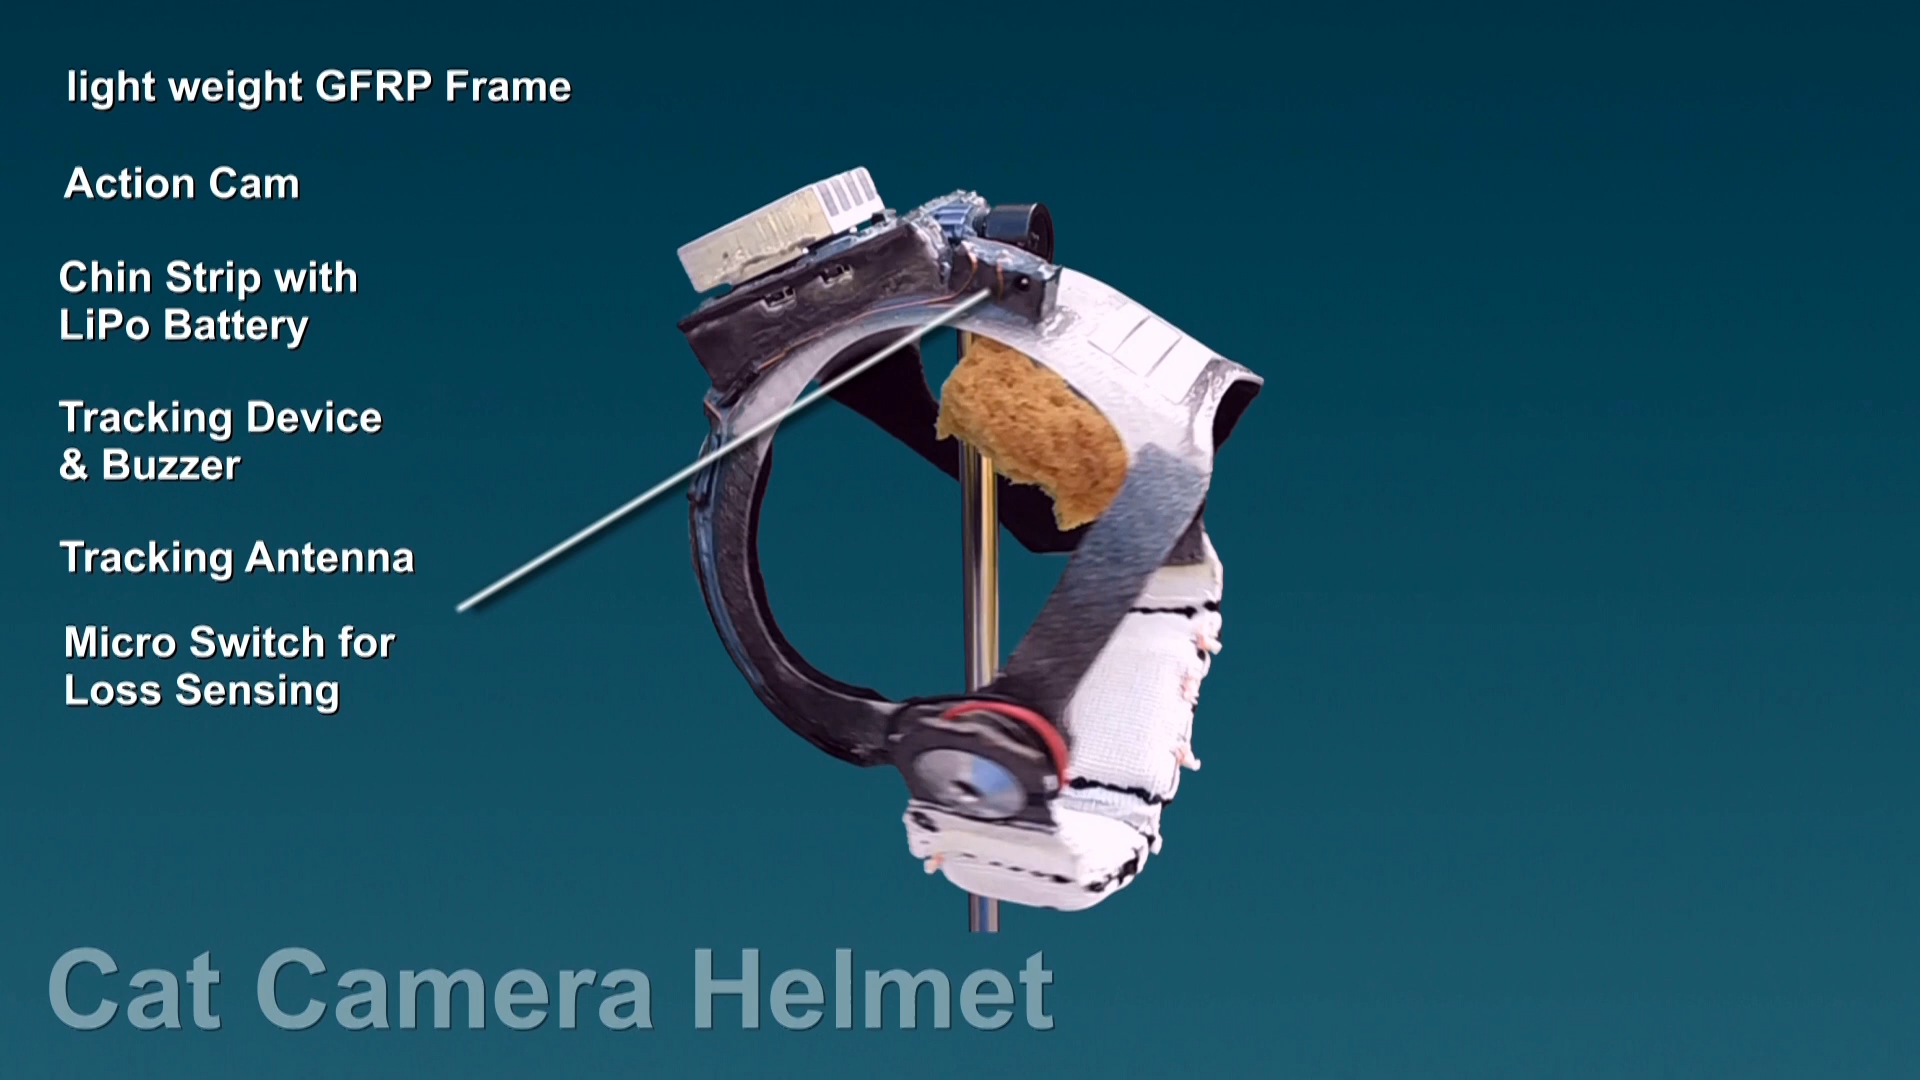 light weight GFRP Frame
Action Cam
Chin Strip with
LiPo Battery
Tracking Device
& Buzzer
Tracking Antenna
Micro Switch for
Loss Sensing
Cat Camera Helmet